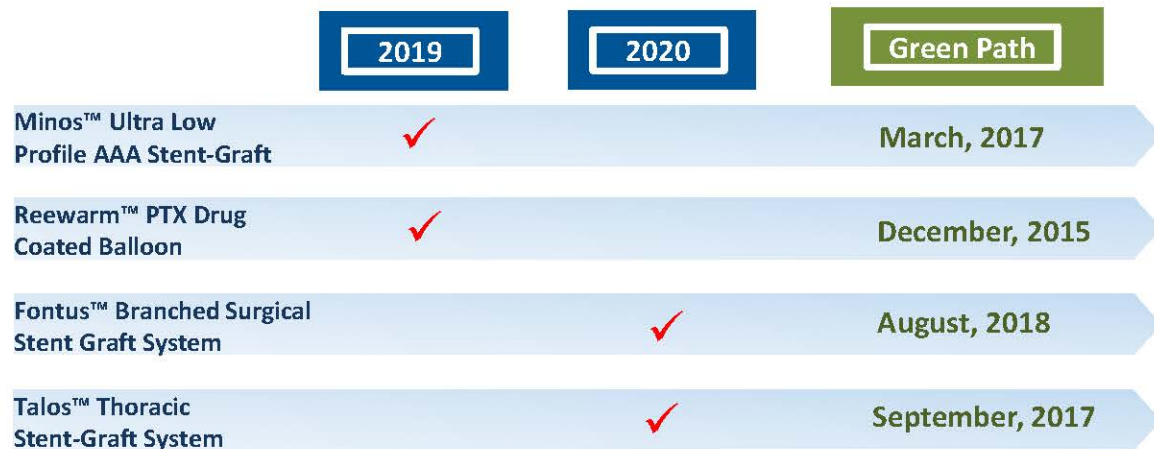 2019 2020 Green Path
Minos™ Ultra Low
Profile AAA Stent-Graft
March, 2017
Reewarm™ PTX Drug
Coated Balloon
December, 2015
Fontus™ Branched Surgical
Stent Graft System
August, 2018
Talos™ Thoracic
Stent-Graft System
September, 2017